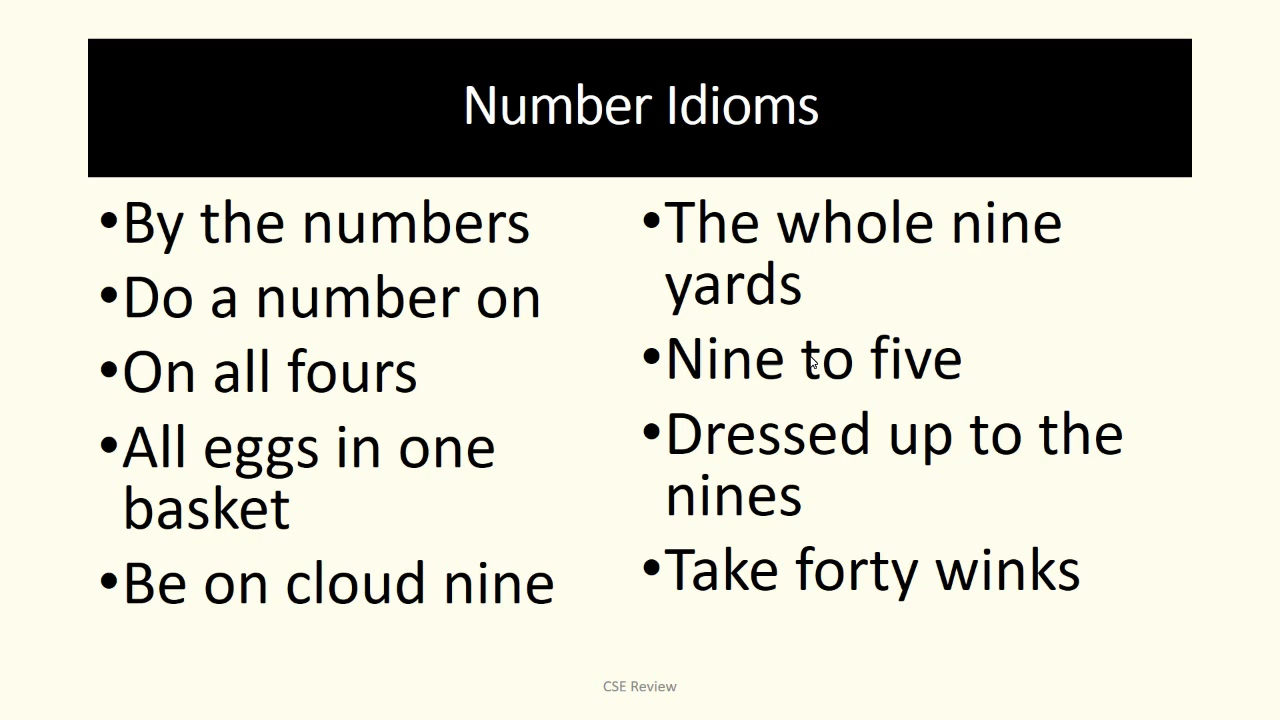 Number Idioms
•By the numbers
•Do a number on
•On all fours
•All eggs in one
basket
•Be on cloud nine
•The whole nine
yards
•Nine to five
•Dressed up to the
nines
•Take forty winks
CSE Review